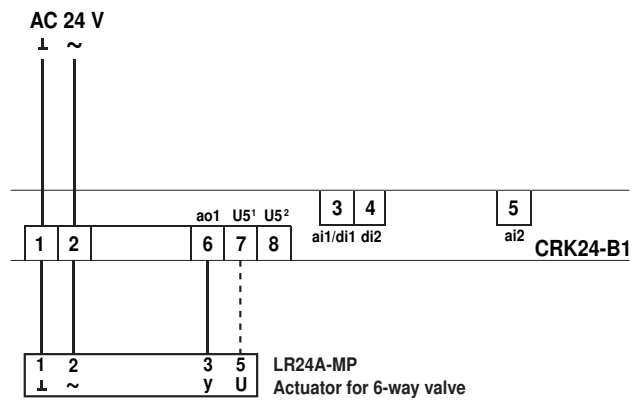 AC 24 V
⊥ ~
3 4 5
ao1 U5¹ U5²
ai1/di1 di2 ai2
1 2 6 7 8
CRK24-B1
1 2 3 5 LR24A-MP
⊥ ~ y U Actuator for 6-way valve